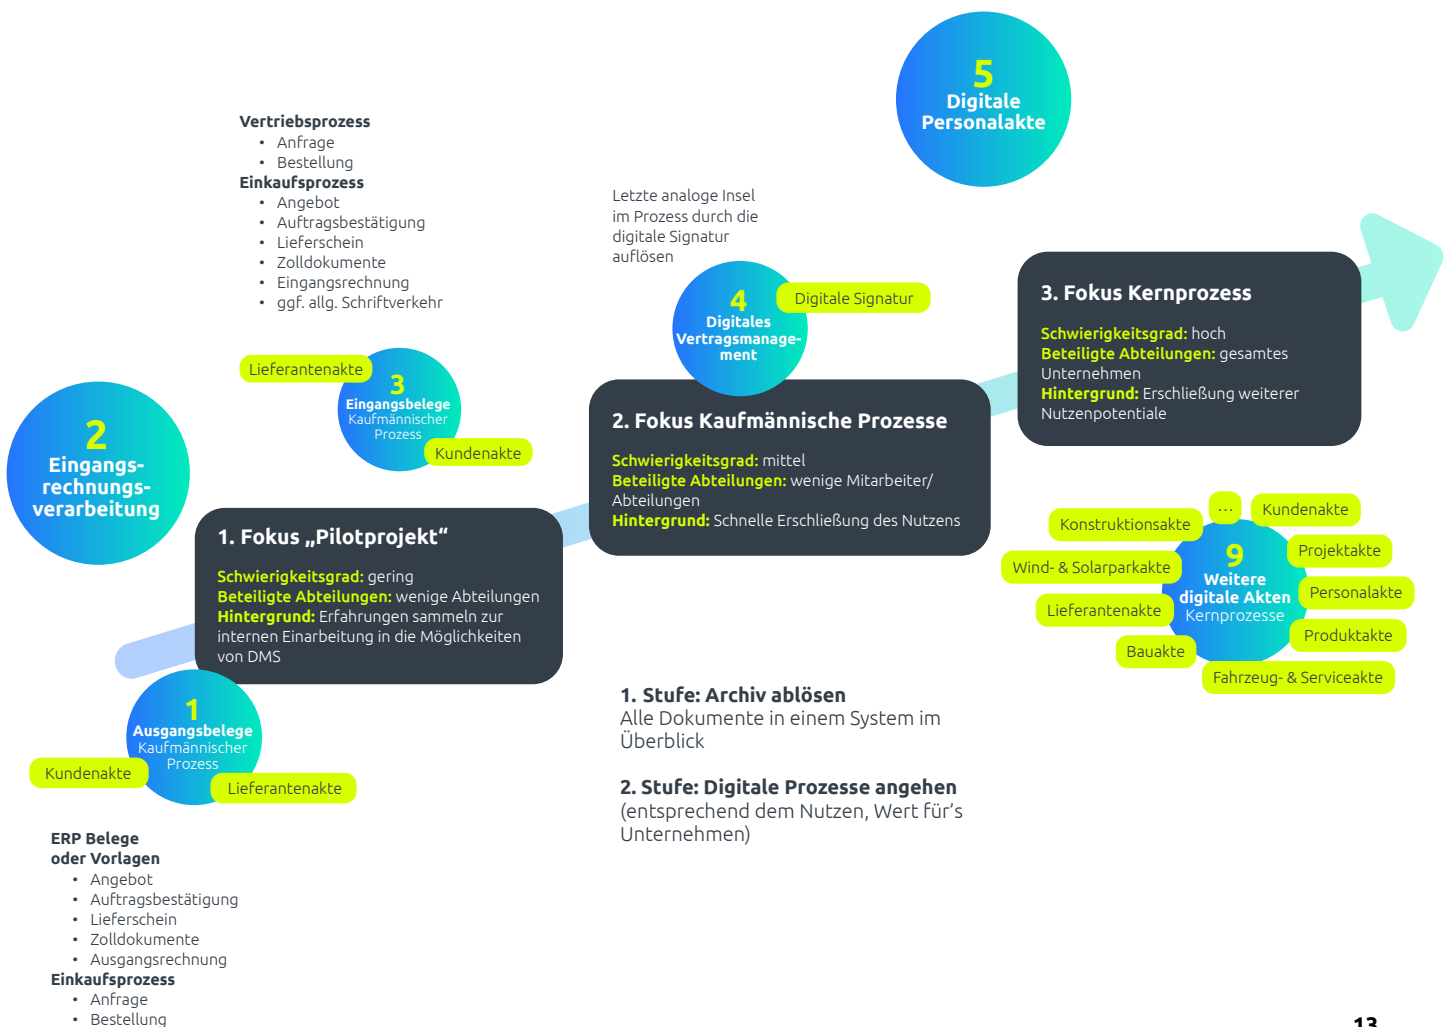 5
Digitale
Personalakte
Vertriebsprozess
• Anfrage
• Bestellung
Einkaufsprozess
• Angebot
• Auftragsbestätigung
• Lieferschein
• Zolldokumente
• Eingangsrechnung
• ggf. allg. Schriftverkehr
Letzte analoge Insel
im Prozess durch die
digitale Signatur
auflösen
4
Digitales
Vertragsmanage-
ment
Digitale Signatur
3. Fokus Kernprozess
Schwierigkeitsgrad: hoch
Beteiligte Abteilungen: gesamtes
Unternehmen
Hintergrund: Erschließung weiterer
Nutzenpotentiale
Lieferantenakte
3
Eingangsbelege
Kaufmännischer
Prozess
Kundenakte
2
Eingangs-
rechnungs-
verarbeitung
2. Fokus Kaufmännische Prozesse
Schwierigkeitsgrad: mittel
Beteiligte Abteilungen: wenige Mitarbeiter/
Abteilungen
Hintergrund: Schnelle Erschließung des Nutzens
1. Fokus „Pilotprojekt“
Schwierigkeitsgrad: gering
Beteiligte Abteilungen: wenige Abteilungen
Hintergrund: Erfahrungen sammeln zur
internen Einarbeitung in die Möglichkeiten
von DMS
...
Kundenakte
Konstruktionsakte
Projektakte
Wind- & Solarparkakte
9
Weitere
digitale Akten
Kernprozesse
Personalakte
Lieferantenakte
Produktakte
Bauakte
Fahrzeug- & Serviceakte
1
Ausgangsbelege
Kaufmännischer
Prozess
Kundenakte
Lieferantenakte
1. Stufe: Archiv ablösen
Alle Dokumente in einem System im
Überblick
2. Stufe: Digitale Prozesse angehen
(entsprechend dem Nutzen, Wert für’s
Unternehmen)
ERP Belege
oder Vorlagen
• Angebot
• Auftragsbestätigung
• Lieferschein
• Zolldokumente
• Ausgangsrechnung
Einkaufsprozess
• Anfrage
• Bestellung
13